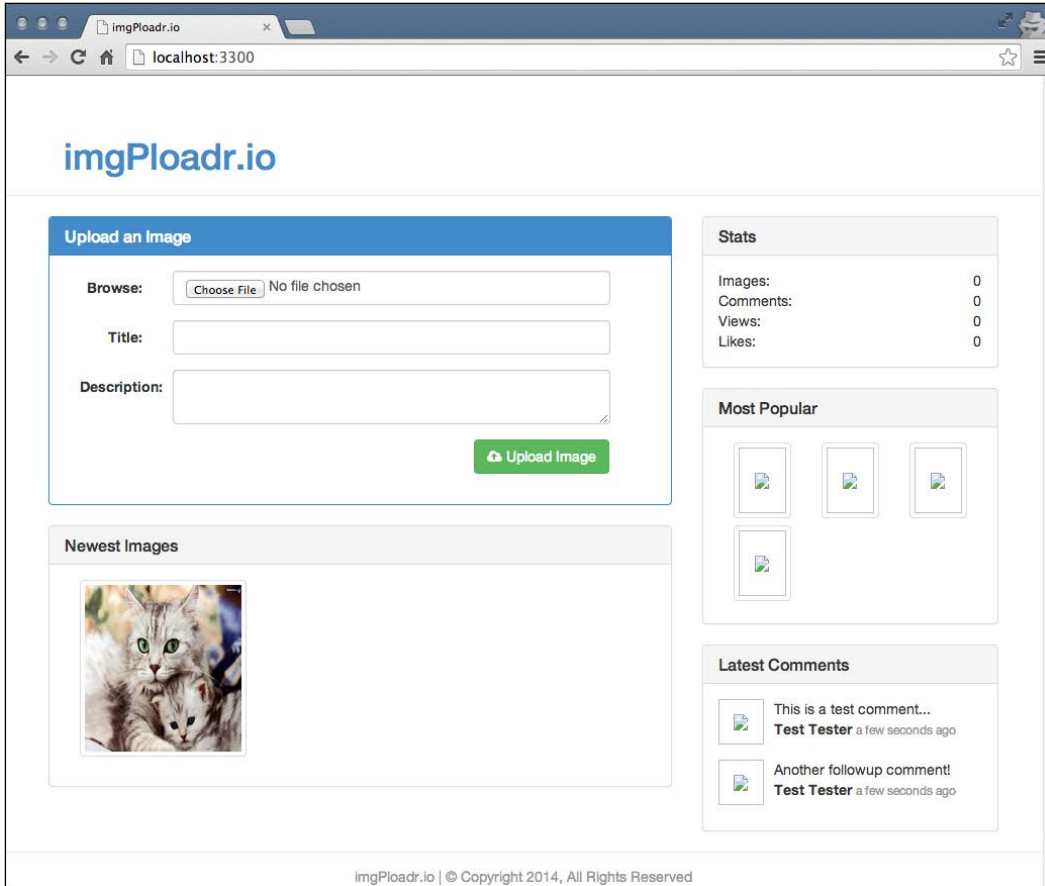 imgPloadr.io
localhost:3300
imgPloadr.io
Upload an Image
Browse: Choose File No file chosen
Title:
Description:
Upload Image
Newest Images
Stats
Images: 0
Comments: 0
Views: 0
Likes: 0
Most Popular
Latest Comments
This is a test comment...
Test Tester a few seconds ago
Another followup comment!
Test Tester a few seconds ago
imgPloadr.io | © Copyright 2014, All Rights Reserved